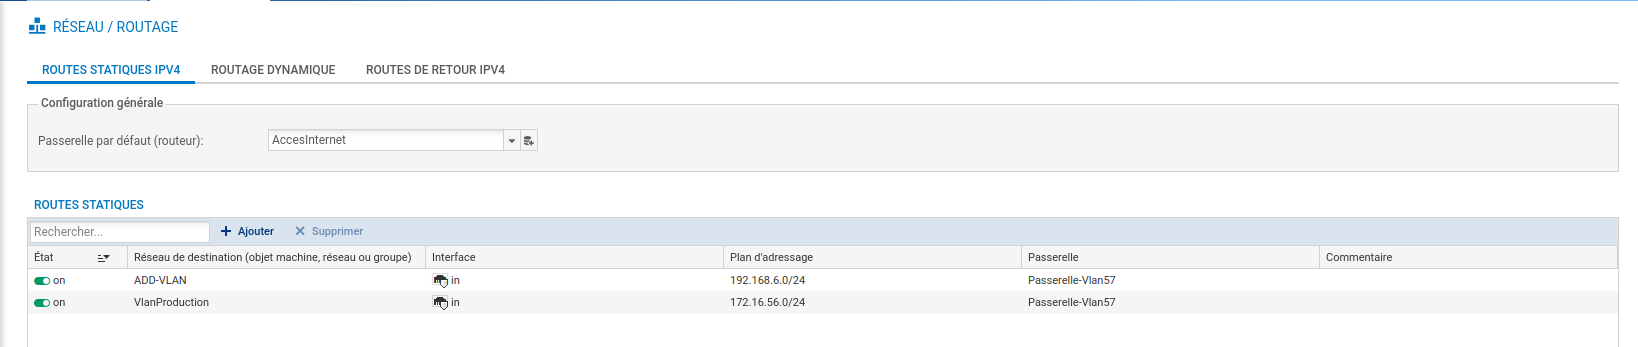 RÉSEAU / ROUTAGE
ROUTES STATIQUES IPV4 ROUTAGE DYNAMIQUE ROUTES DE RETOUR IPV4
Configuration générale
Passerelle par défaut (routeur): AccesInternet
ROUTES STATIQUES
Rechercher... Ajouter Supprimer
État Réseau de destination (objet machine, réseau ou groupe) Interface Plan d'adressage Passerelle Commentaire
on ADD-VLAN in 192.168.6.0/24 Passerelle-Vlan57
on VlanProduction in 172.16.56.0/24 Passerelle-Vlan57